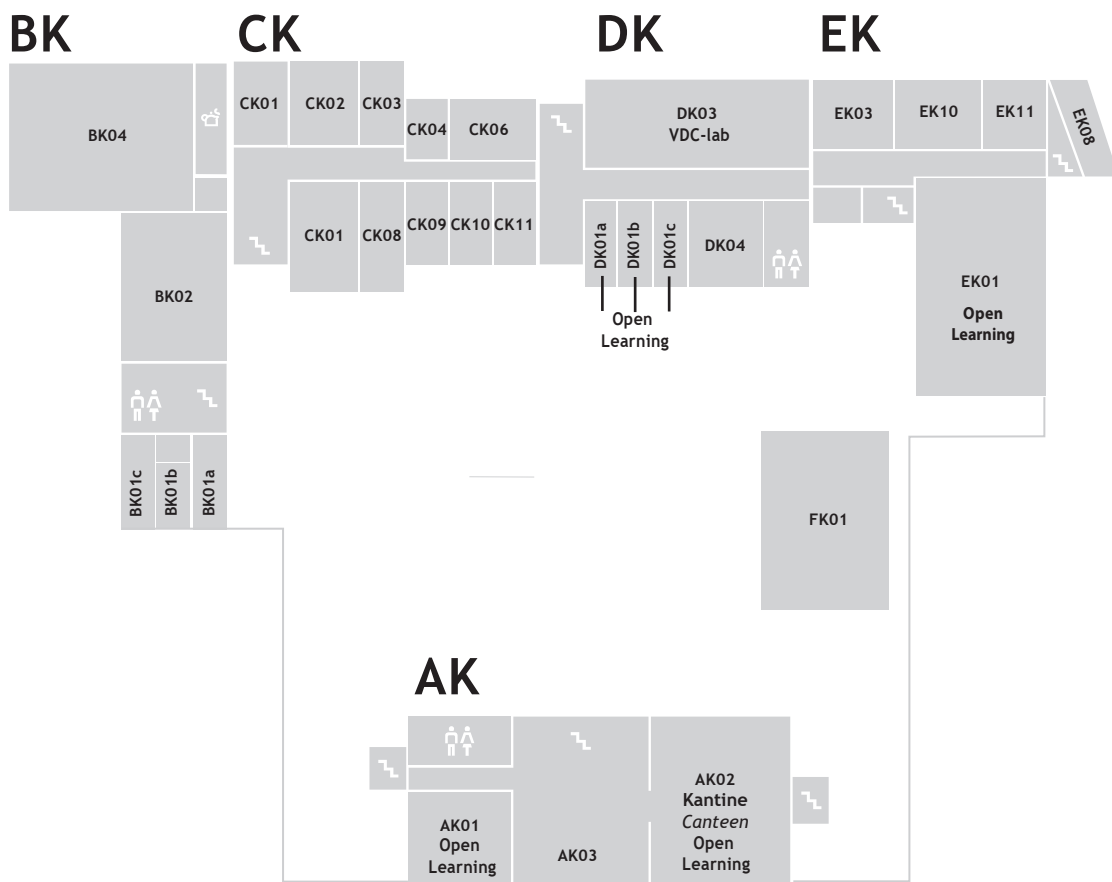 BK
CK
DK
EK
BK04
CK01
CK02
CK03
CK04
CK06
DK03
VDC-lab
EK03
EK10
EK11
EK08
BK02
CK01
CK08
CK09
CK10
CK11
DK01a
DK01b
DK01c
DK04
Open
Learning
EK01
Open
Learning
BK01c
BK01b
BK01a
FK01
AK
AK01
Open
Learning
AK03
AK02
Kantine
Canteen
Open
Learning